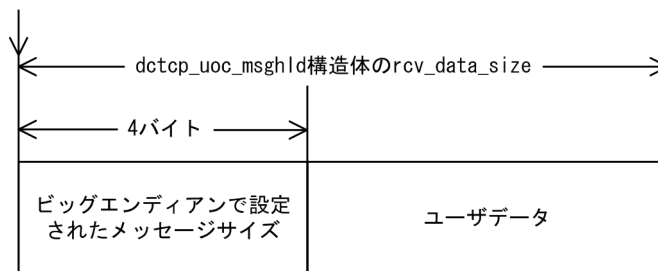 dctcp_uoc_msghld構造体のrcv_data_size
4バイト
ビッグエンディアンで設定
されたメッセージサイズ
ユーザデータ